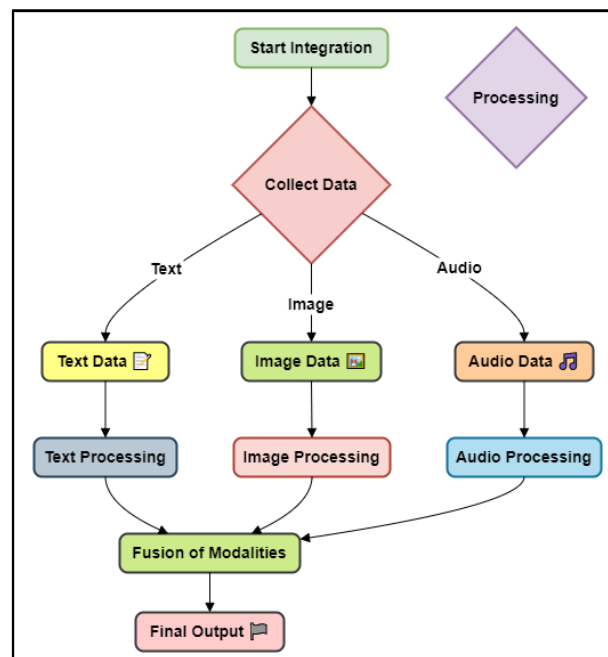 Start Integration
Processing
Collect Data
Text
Audio
Image
Text Data
Image Data
Audio Data
Text Processing
Image Processing
Audio Processing
Fusion of Modalities
Final Output